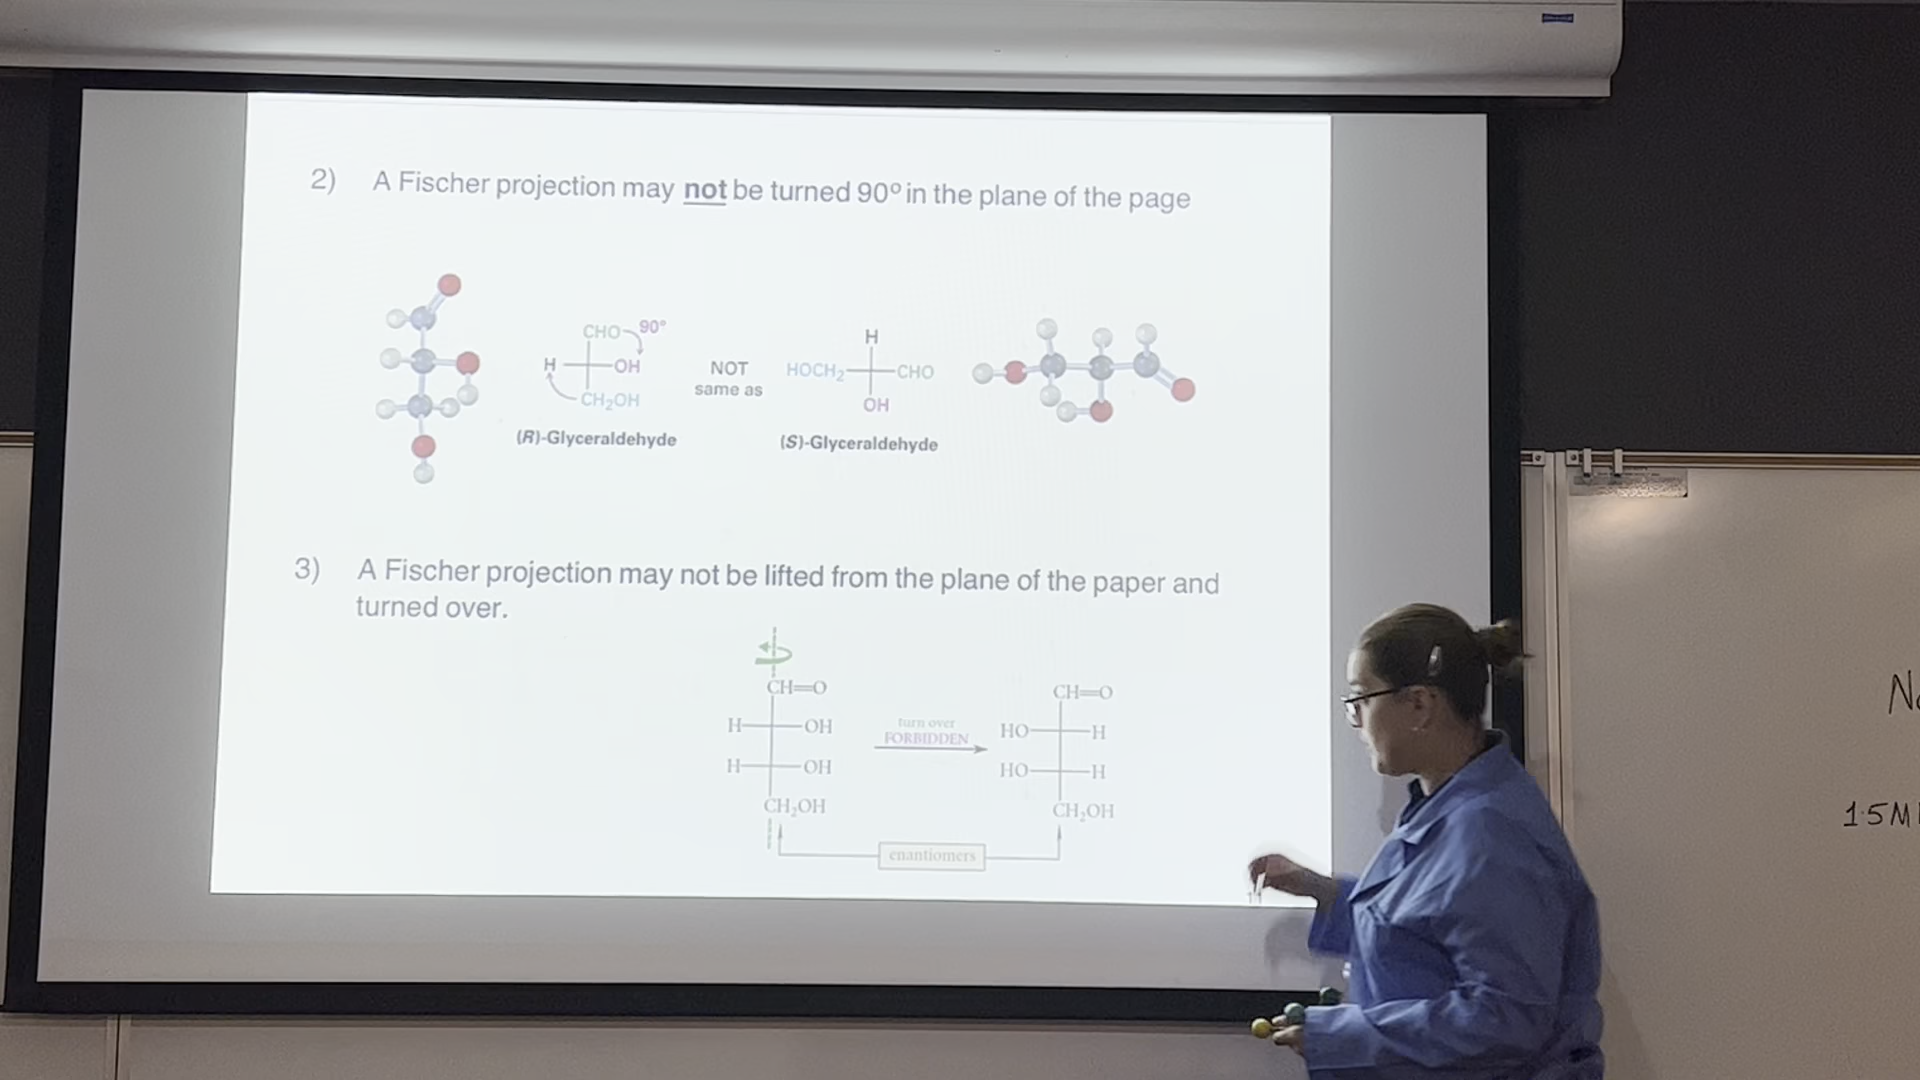 2) A Fischer projection may not be turned 90° in the plane of the page
CHO 90°
H OH
CH₂OH
(R)-Glyceraldehyde
NOT
same as
H
HOCH₂ CHO
OH
(S)-Glyceraldehyde
3) A Fischer projection may not be lifted from the plane of the paper and
turned over.
CH=O
H OH
H OH
CH₂OH
turn over
FORBIDDEN
CH=O
HO H
HO H
CH₂OH
enantiomers
1.5M